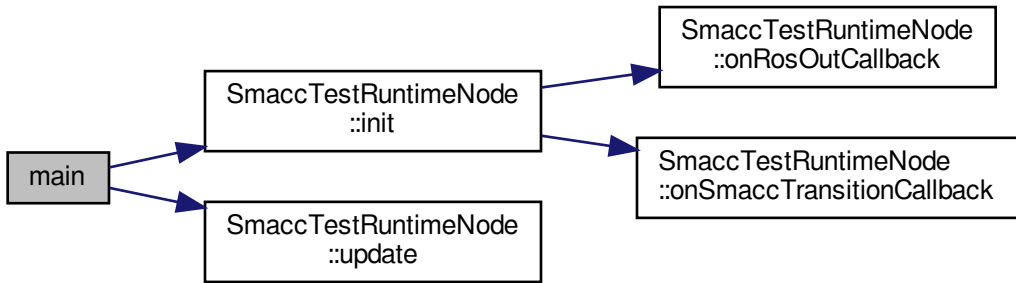 main
SmaccTestRuntimeNode
::init
SmaccTestRuntimeNode
::update
SmaccTestRuntimeNode
::onRosOutCallback
SmaccTestRuntimeNode
::onSmaccTransitionCallback